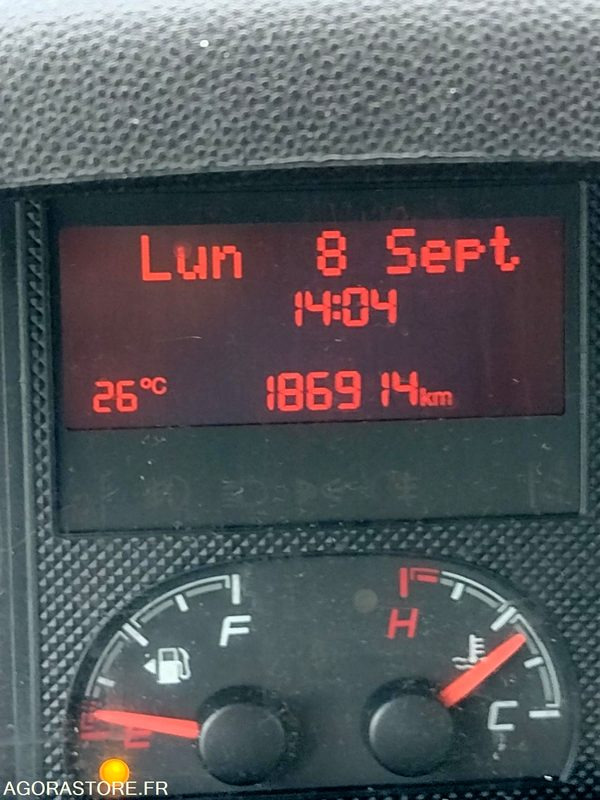 Lun 8 Sept
14:04
26°C 186914km
F H
E C
AGORASTORE.FR